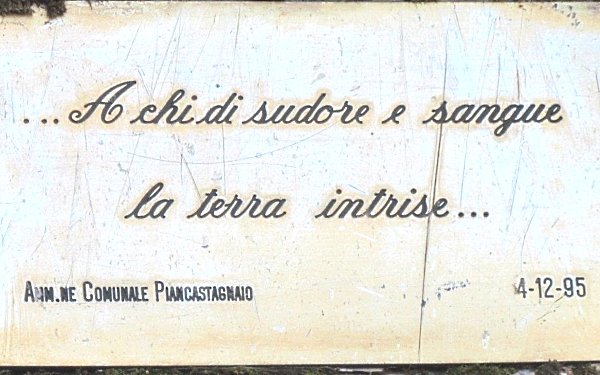 ...A chi di sudore e sangue
la terra intrise...
Amm.ne Comunale Piancastagnaio 4-12-95